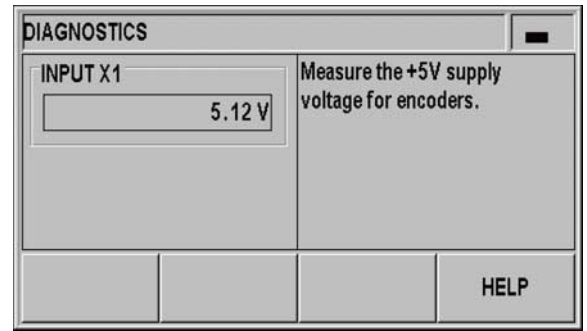 DIAGNOSTICS
INPUT X1
5.12 V
Measure the +5V supply
voltage for encoders.
HELP